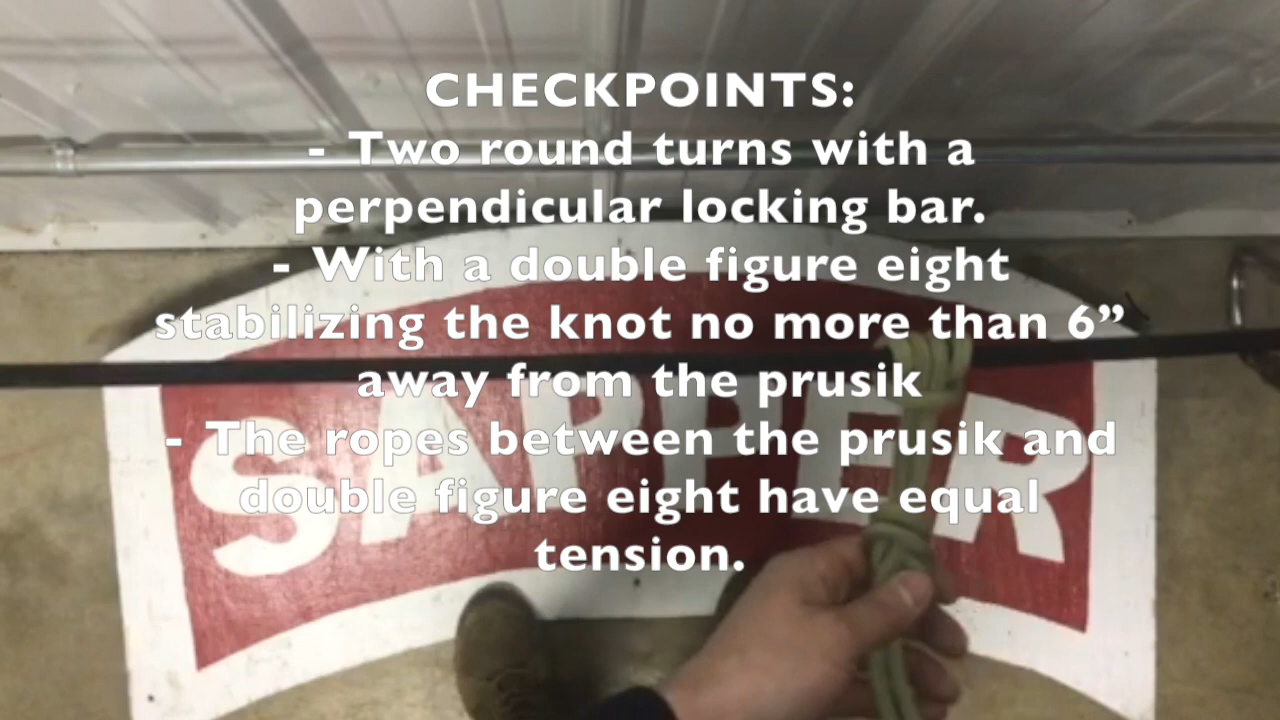 CHECKPOINTS:
- Two round turns with a
perpendicular locking bar.
- With a double figure eight
stabilizing the knot no more than 6”
away from the prusik
- The ropes between the prusik and
double figure eight have equal
tension.
SAPPER